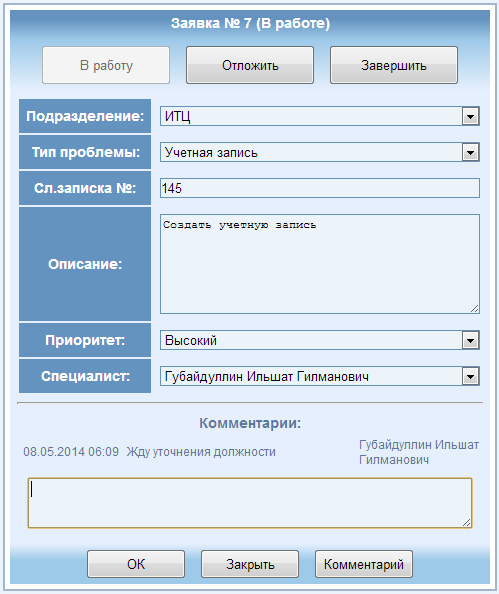 Заявка № 7 (В работе)
В работу Отложить Завершить
Подразделение: ИТЦ
Тип проблемы: Учетная запись
Сл.записка №: 145
Создать учетную запись
Описание:
Приоритет: Высокий
Специалист: Губайдуллин Ильшат Гилманович
Комментарии:
08.05.2014 06:09 Жду уточнения должности Губайдуллин Ильшат
Гилманович
ОК Закрыть Комментарий